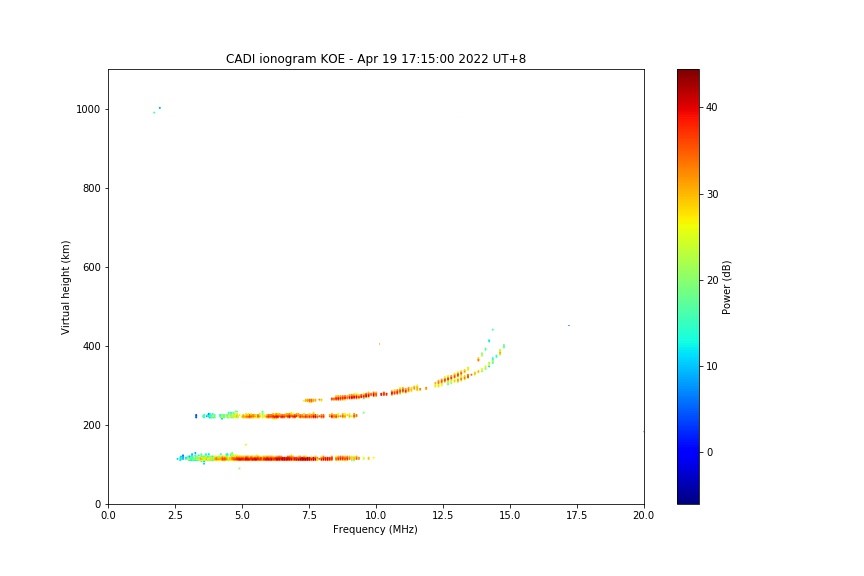 CADI ionogram KOE - Apr 19 17:15:00 2022 UT+8
1000
800
600
400
200
0
Virtual height (km)
0.0 2.5 5.0 7.5 10.0 12.5 15.0 17.5 20.0
Frequency (MHz)
40
30
20
10
0
Power (dB)